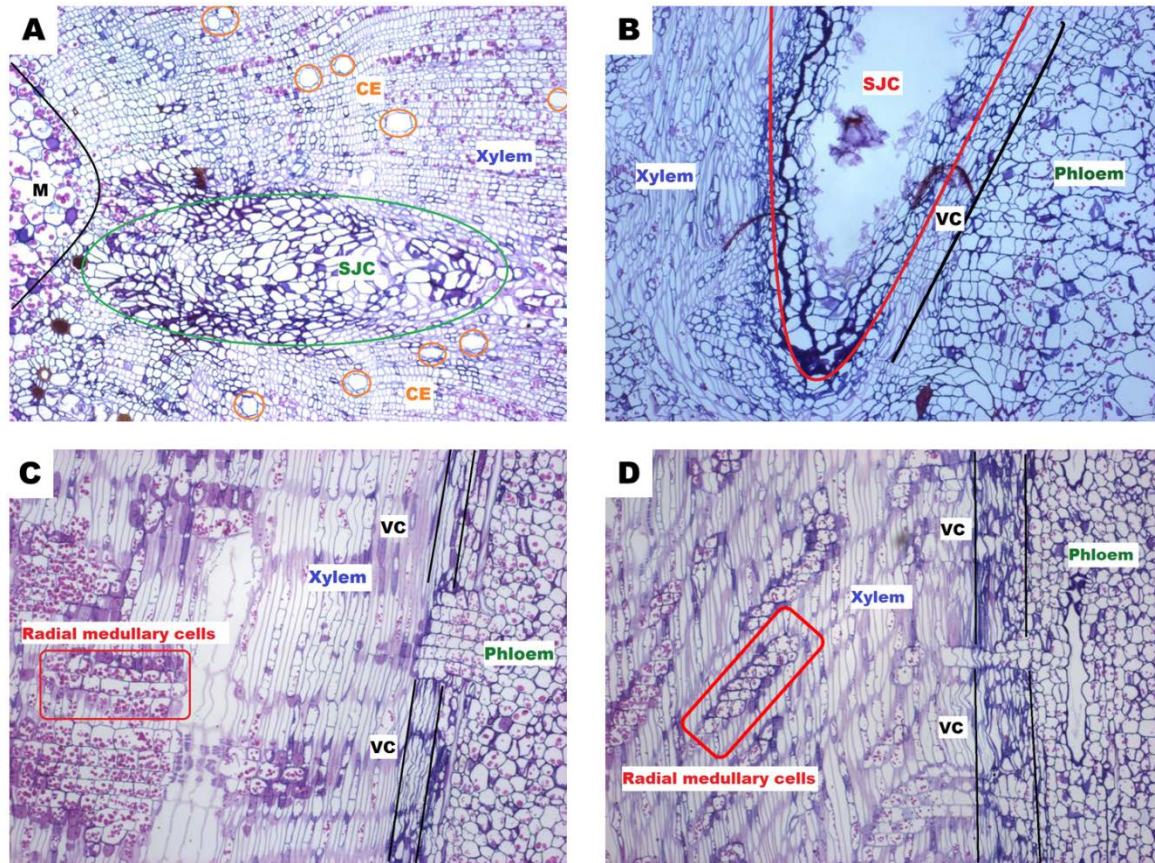 A
CE
Xylem
M
SJC
CE
B
SJC
Xylem
Phloem
VC
C
VC
Xylem
Radial medullary cells
Phloem
VC
D
VC
Phloem
Xylem
VC
Radial medullary cells